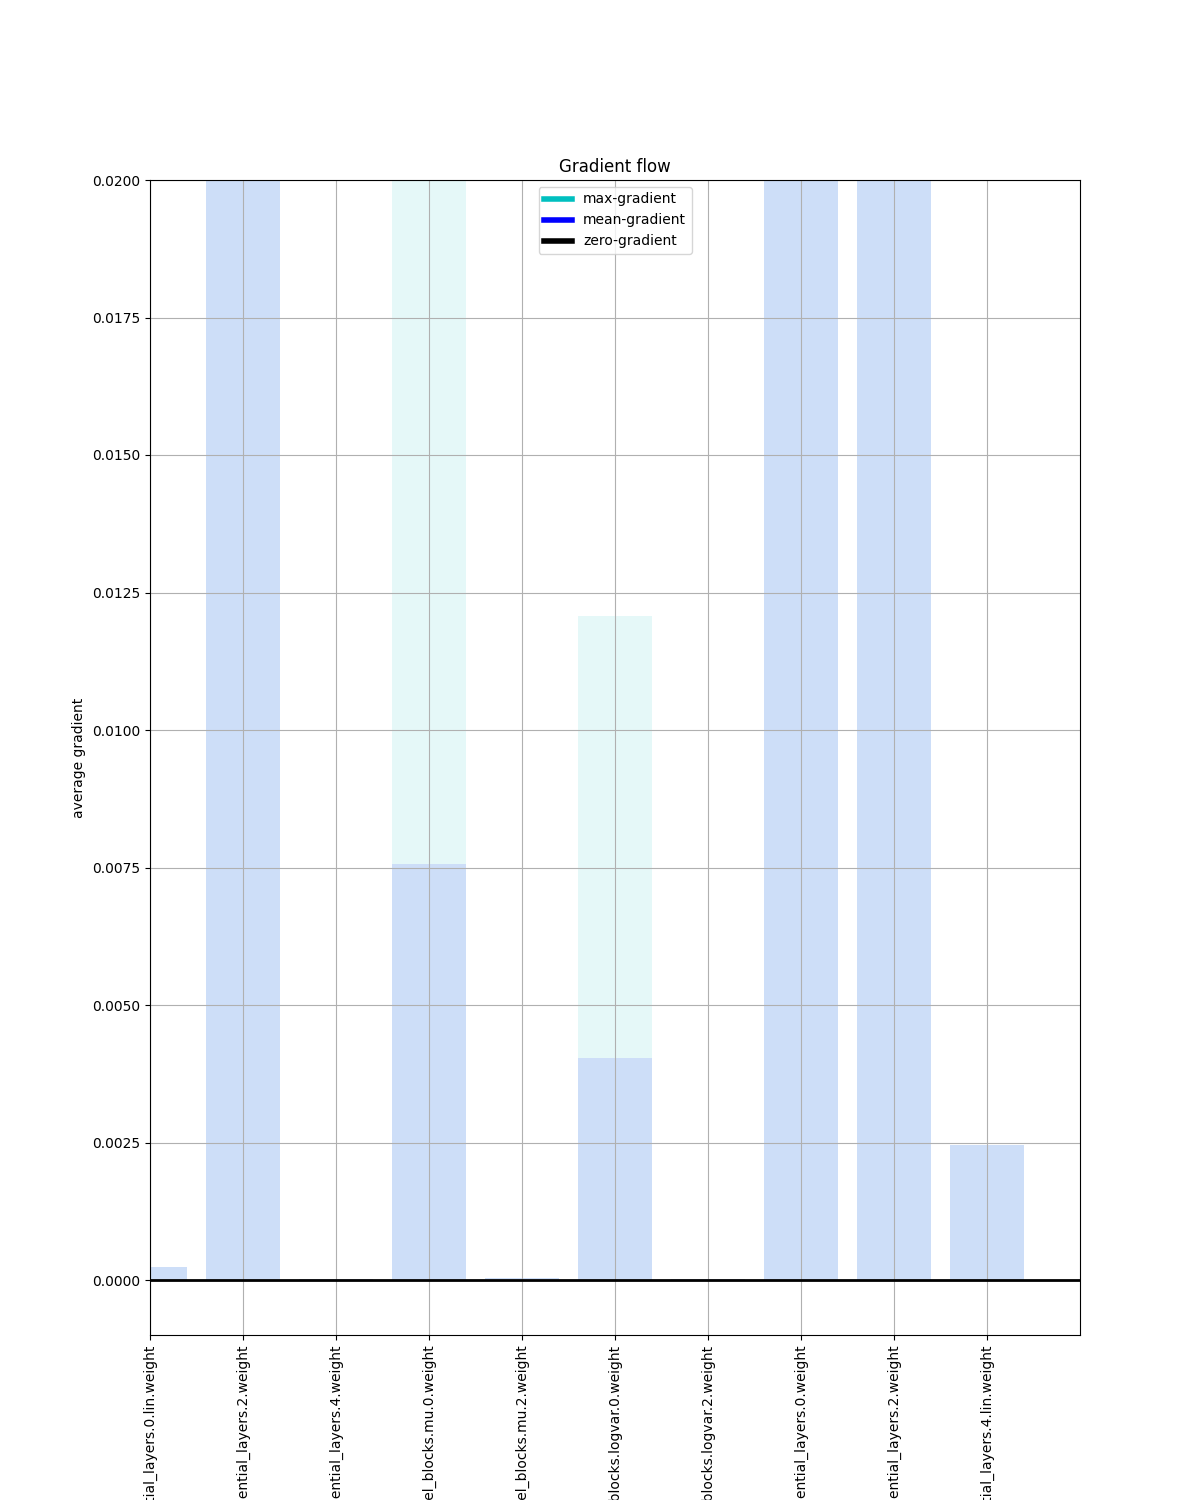 Gradient flow
max-gradient
mean-gradient
zero-gradient
0.0200
0.0175
0.0150
0.0125
0.0100
0.0075
0.0050
0.0025
0.0000
average gradient
tial_layers.0.lin.weight
ential_layers.2.weight
ential_layers.4.weight
el_blocks.mu.0.weight
el_blocks.mu.2.weight
blocks.logvar.0.weight
blocks.logvar.2.weight
ential_layers.0.weight
ential_layers.2.weight
tial_layers.4.lin.weight